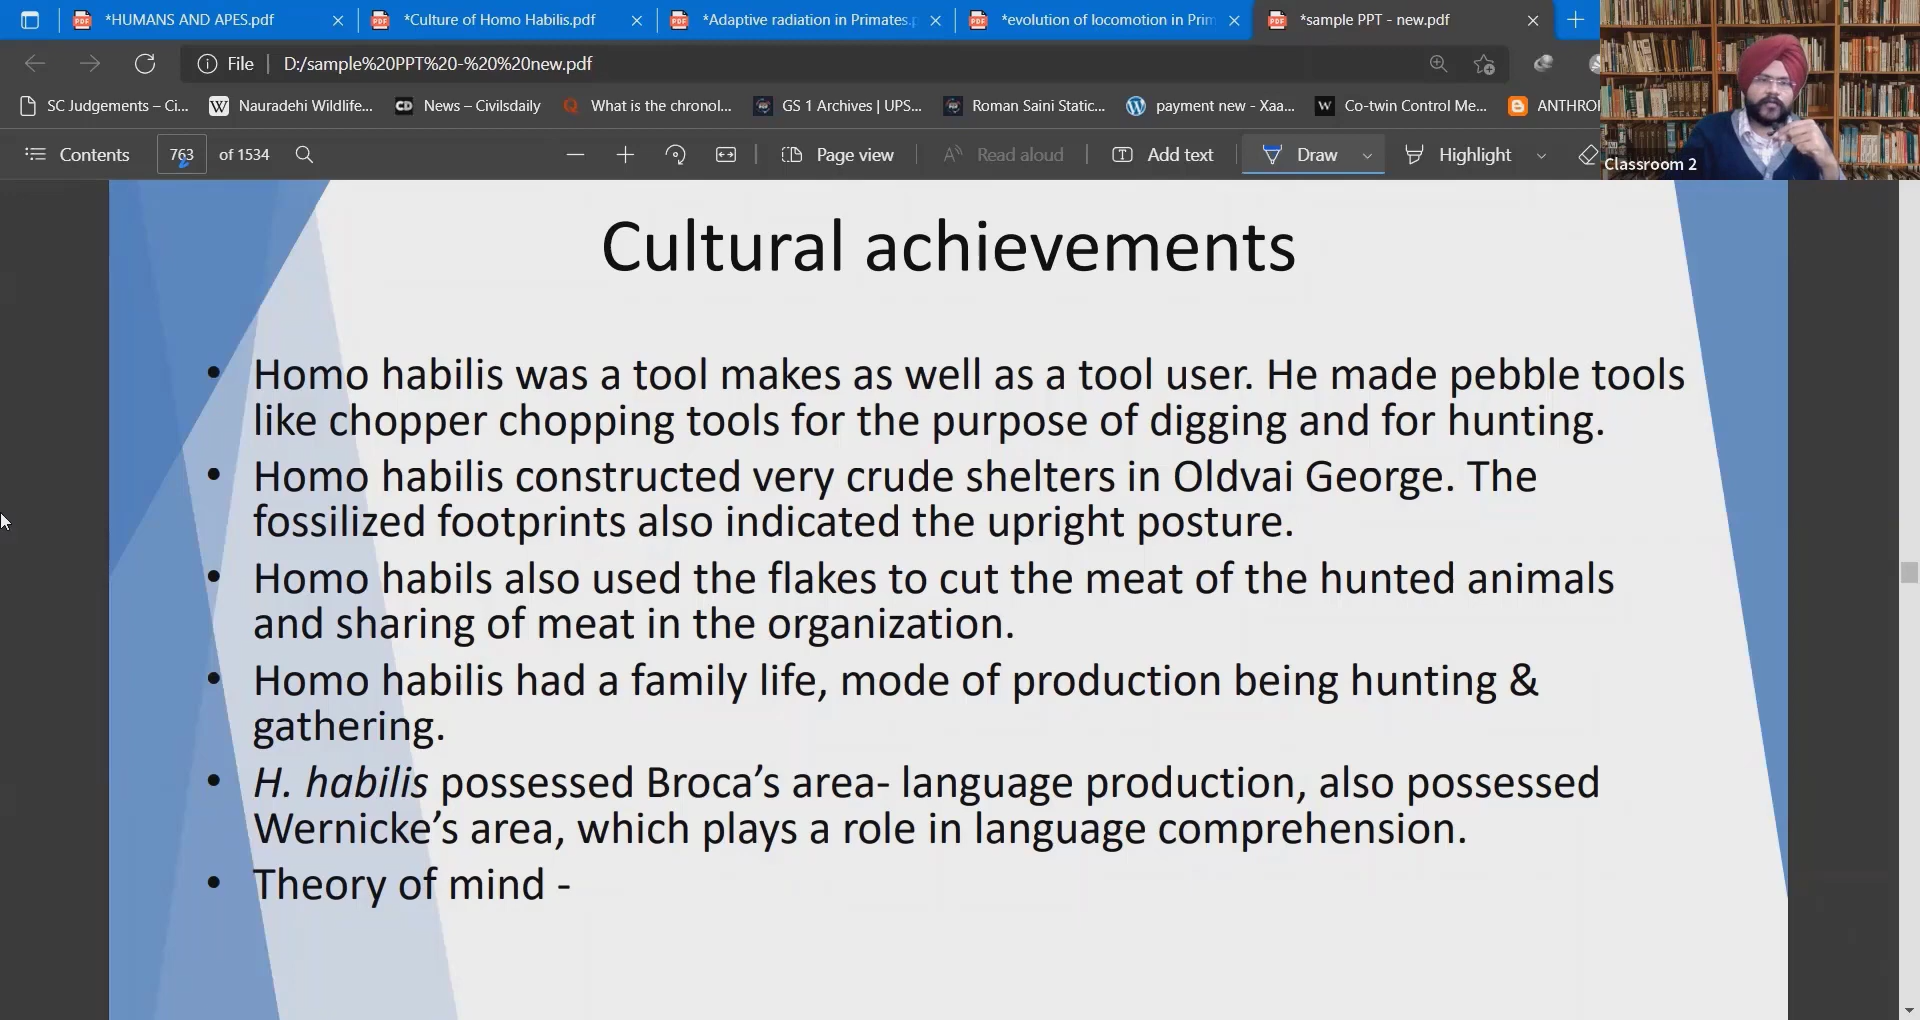 *HUMANS AND APES.pdf
*Culture of Homo Habilis.pdf
*Adaptive radiation in Primates.
*evolution of locomotion in Prim
*sample PPT - new.pdf
File D:/sample%20PPT%20-%20%20new.pdf
SC Judgements – Ci...
Nauradehi Wildlife...
CD News – Civilsdaily
What is the chronol...
GS 1 Archives | UPS...
Roman Saini Static...
payment new - Xaa...
Co-twin Control Me...
Contents 763 of 1534
Page view
Read aloud
Add text
Draw
Highlight
Classroom 2
Cultural achievements
• Homo habilis was a tool makes as well as a tool user. He made pebble tools
like chopper chopping tools for the purpose of digging and for hunting.
• Homo habilis constructed very crude shelters in Oldvai George. The
fossilized footprints also indicated the upright posture.
• Homo habils also used the flakes to cut the meat of the hunted animals
and sharing of meat in the organization.
• Homo habilis had a family life, mode of production being hunting &
gathering.
• H. habilis possessed Broca’s area- language production, also possessed
Wernicke’s area, which plays a role in language comprehension.
• Theory of mind -